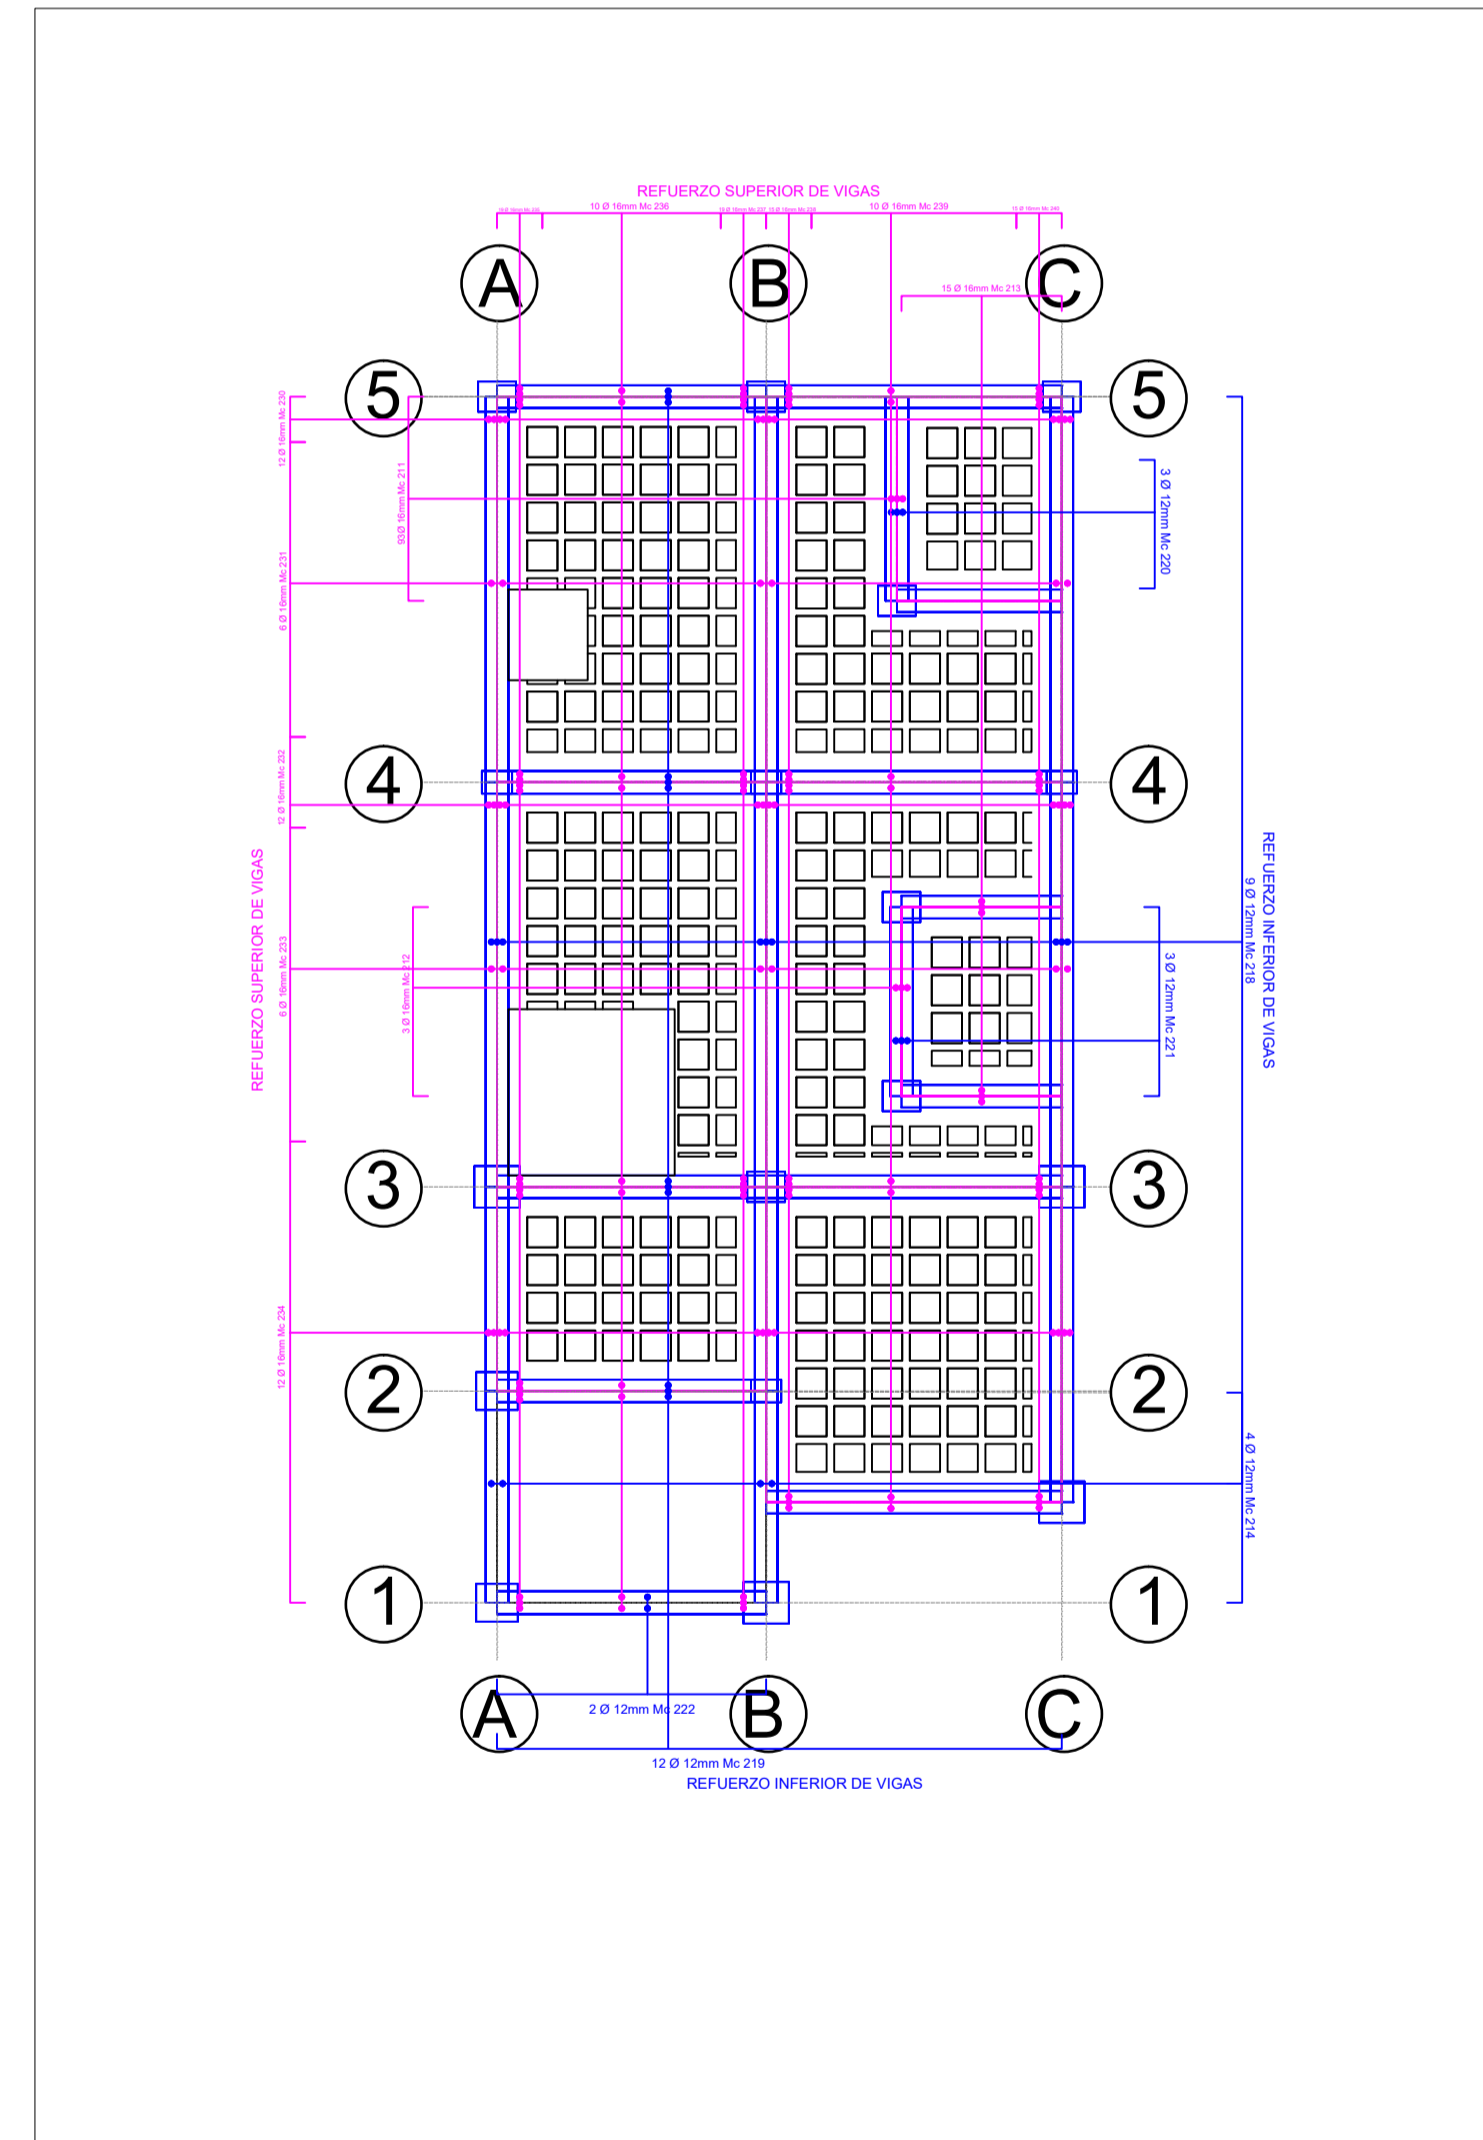 REFUERZO SUPERIOR DE VIGAS
10 Ø 16mm Mc 236
10 Ø 16mm Mc 239
15 Ø 16mm Mc 240
A
B
C
15 Ø 16mm Mc 213
5
5
12 Ø 16mm Mc 230
93Ø 16mm Mc 211
3 Ø 12mm Mc 220
6 Ø 16mm Mc 231
4
4
12 Ø 16mm Mc 232
REFUERZO SUPERIOR DE VIGAS
6 Ø 16mm Mc 233
3 Ø 16mm Mc 212
REFUERZO INFERIOR DE VIGAS
9 Ø 12mm Mc 218
3 Ø 12mm Mc 221
3
3
12 Ø 16mm Mc 234
2
2
4 Ø 12mm Mc 214
1
1
A
B
C
2 Ø 12mm Mc 222
12 Ø 12mm Mc 219
REFUERZO INFERIOR DE VIGAS